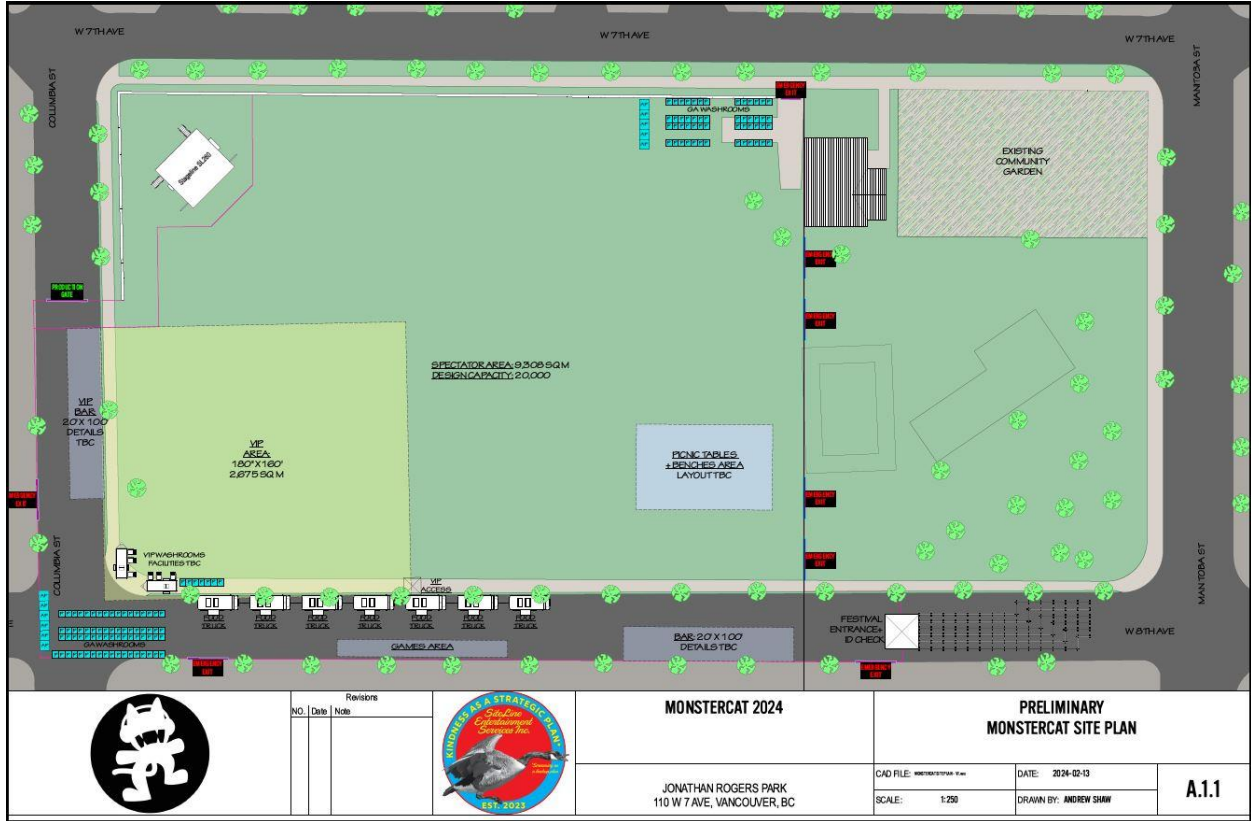 W 7TH AVE
W 7TH AVE
W 7TH AVE
COLUMBIA ST
MANITOBA ST
EMERGENCY
EXIT
GA WASHROOMS
Stageline SL260
EXISTING
COMMUNITY
GARDEN
EMERGENCY
EXIT
PRODUCTION
GATE
EMERGENCY
EXIT
SPECTATOR AREA: 9,308 SQ M
DESIGN CAPACITY: 20,000
VIP
BAR:
20'X 100'
DETAILS
TBC
VIP
AREA:
180'X160'
2,675 SQ M
PICNIC TABLES
+ BENCHES AREA
LAYOUT TBC
EMERGENCY
EXIT
EMERGENCY
EXIT
EMERGENCY
EXIT
COLUMBIA ST
VIP WASHROOMS
FACILITIES TBC
MANITOBA ST
VIP
ACCESS
FOOD
TRUCK
FOOD
TRUCK
FOOD
TRUCK
FOOD
TRUCK
FOOD
TRUCK
FOOD
TRUCK
FOOD
TRUCK
FESTIVAL
ENTRANCE+
ID CHECK
W 8TH AVE
GA WASHROOMS
GAMES AREA
BAR: 20' X 100'
DETAILS TBC
EMERGENCY
EXIT
EMERGENCY
EXIT
Revisions
NO. Date Note
KINDNESS AS A STRATEGIC PLAN
SiteLine
Entertainment
Services Inc.
EST. 2023
MONSTERCAT 2024
JONATHAN ROGERS PARK
110 W 7 AVE, VANCOUVER, BC
PRELIMINARY
MONSTERCAT SITE PLAN
CAD FILE:
DATE: 2024-02-13
SCALE: 1:250
DRAWN BY: ANDREW SHAW
A.1.1